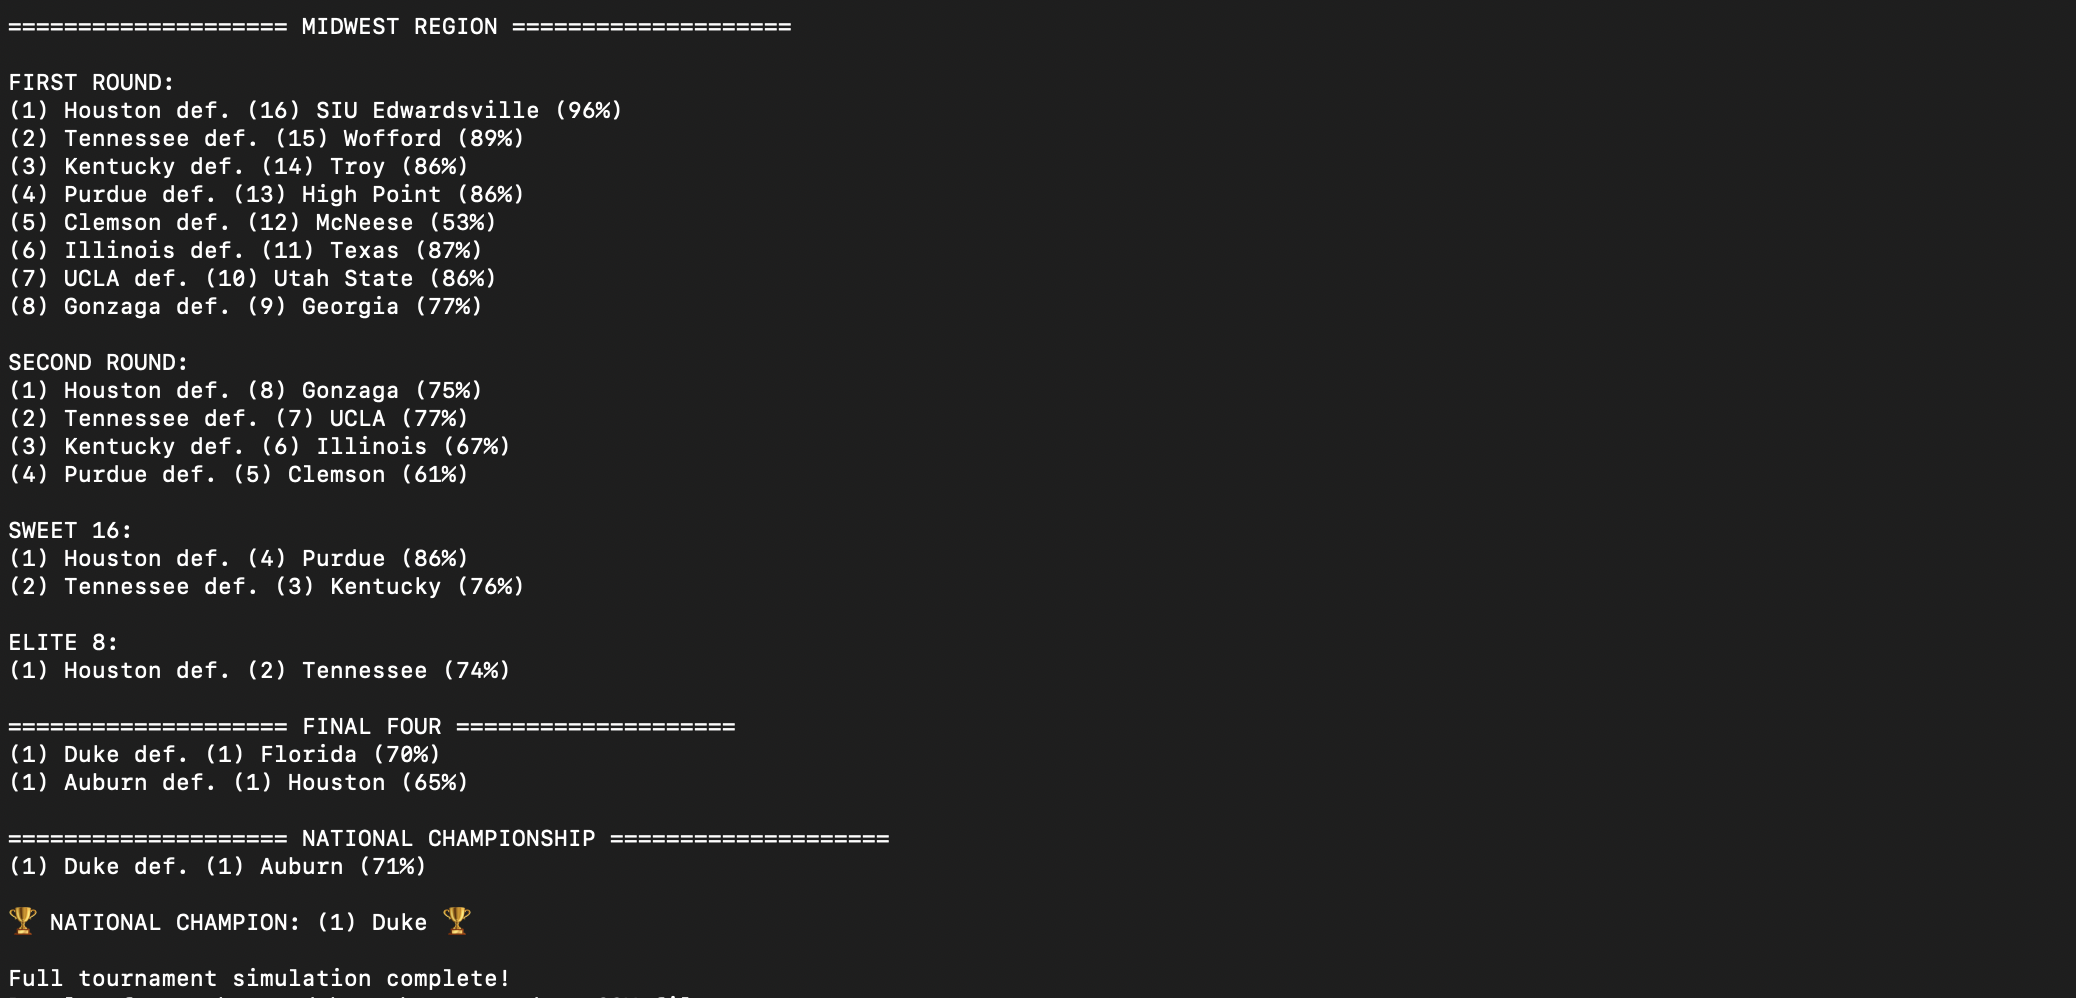 ==================== MIDWEST REGION ====================
FIRST ROUND:
(1) Houston def. (16) SIU Edwardsville (96%)
(2) Tennessee def. (15) Wofford (89%)
(3) Kentucky def. (14) Troy (86%)
(4) Purdue def. (13) High Point (86%)
(5) Clemson def. (12) McNeese (53%)
(6) Illinois def. (11) Texas (87%)
(7) UCLA def. (10) Utah State (86%)
(8) Gonzaga def. (9) Georgia (77%)
SECOND ROUND:
(1) Houston def. (8) Gonzaga (75%)
(2) Tennessee def. (7) UCLA (77%)
(3) Kentucky def. (6) Illinois (67%)
(4) Purdue def. (5) Clemson (61%)
SWEET 16:
(1) Houston def. (4) Purdue (86%)
(2) Tennessee def. (3) Kentucky (76%)
ELITE 8:
(1) Houston def. (2) Tennessee (74%)
==================== FINAL FOUR ====================
(1) Duke def. (1) Florida (70%)
(1) Auburn def. (1) Houston (65%)
==================== NATIONAL CHAMPIONSHIP ====================
(1) Duke def. (1) Auburn (71%)
🏆 NATIONAL CHAMPION: (1) Duke 🏆
Full tournament simulation complete!